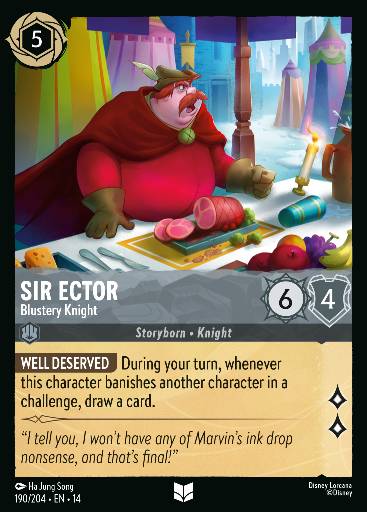 5
SIR ECTOR
Blustery Knight
6
4
Storyborn • Knight
WELL DESERVED During your turn, whenever
this character banishes another character in a
challenge, draw a card.
“I tell you, I won’t have any of Marvin’s ink drop
nonsense, and that’s final!”
Ha Jung Song
190/204 • EN • 14
Disney Lorcana
©Disney